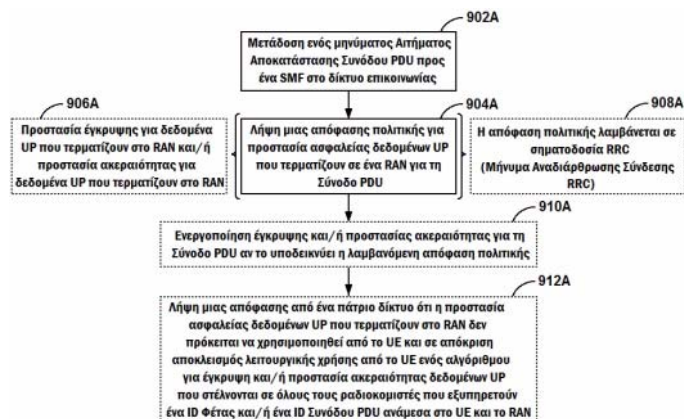 902A
Μετάδοση ενός μηνύματος Αιτήματος
Αποκατάστασης Συνόδου PDU προς
ένα SMF στο δίκτυο επικοινωνίας
906A
Προστασία έγκρυψης για δεδομένα
UP που τερματίζουν στο RAN και/ή
προστασία ακεραιότητας για
δεδομένα UP που τερματίζουν στο RAN
904A
Λήψη μιας απόφασης πολιτικής για
προστασία ασφαλείας δεδομένων UP
που τερματίζουν σε ένα RAN για τη
Σύνοδο PDU
908A
Η απόφαση πολιτικής λαμβάνεται σε
σηματοδοσία RRC
(Μήνυμα Αναδιάρθρωσης Σύνδεσης
RRC)
910A
Ενεργοποίηση έγκρυψης και/ή προστασίας ακεραιότητας για τη
Σύνοδο PDU αν το υποδεικνύει η λαμβανόμενη απόφαση πολιτικής
912A
Λήψη μιας απόφασης από ένα πάτριο δίκτυο ότι η προστασία
ασφαλείας δεδομένων UP που τερματίζουν στο RAN δεν
πρόκειται να χρησιμοποιηθεί από το UE και σε απόκριση
αποκλεισμός λειτουργικής χρήσης από το UE ενός αλγόριθμου
για έγκρυψη και/ή προστασία ακεραιότητας δεδομένων UP
που στέλνονται σε όλους τους ραδιοκομιστές που εξυπηρετούν
ένα ID Φέτας και/ή ένα ID Συνόδου PDU ανάμεσα στο UE και το RAN